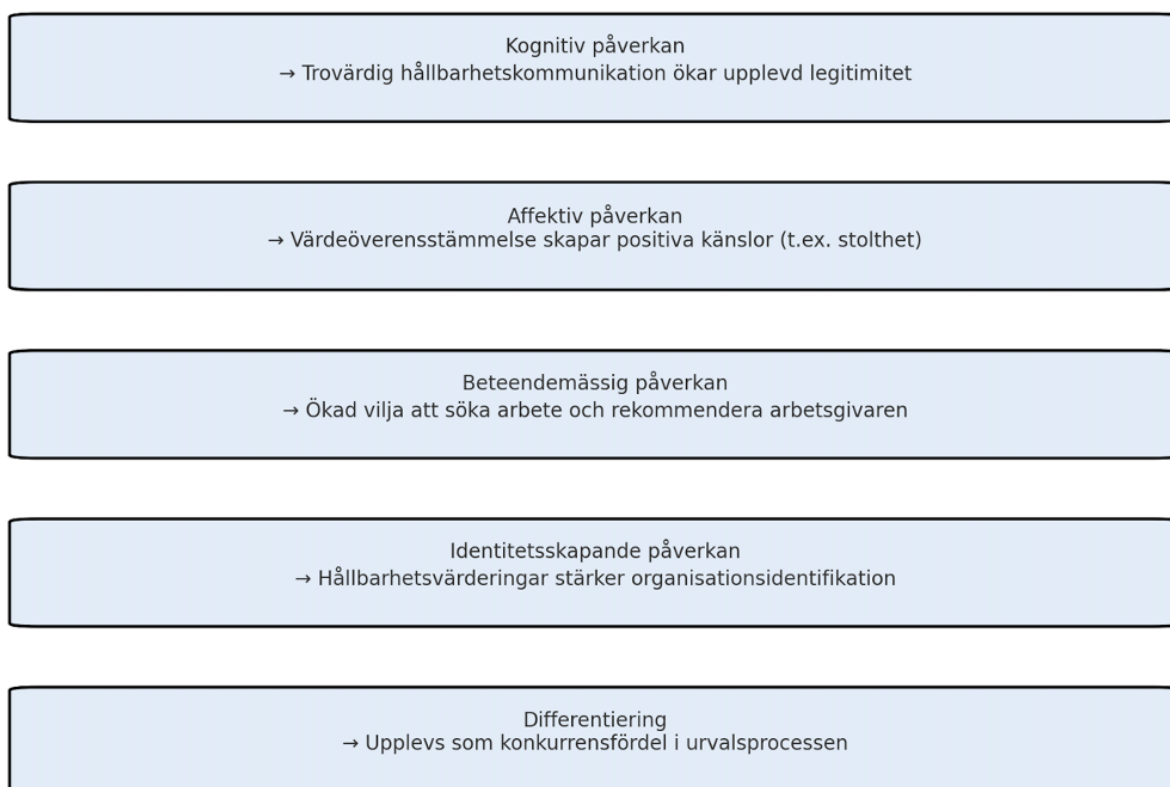 Kognitiv påverkan
→ Trovärdig hållbarhetskommunikation ökar upplevd legitimitet
Affektiv påverkan
→ Värdeöverensstämmelse skapar positiva känslor (t.ex. stolthet)
Beteendemässig påverkan
→ Ökad vilja att söka arbete och rekommendera arbetsgivaren
Identitetsskapande påverkan
→ Hållbarhetsvärderingar stärker organisationsidentifikation
Differentiering
→ Upplevs som konkurrensfördel i urvalsprocessen